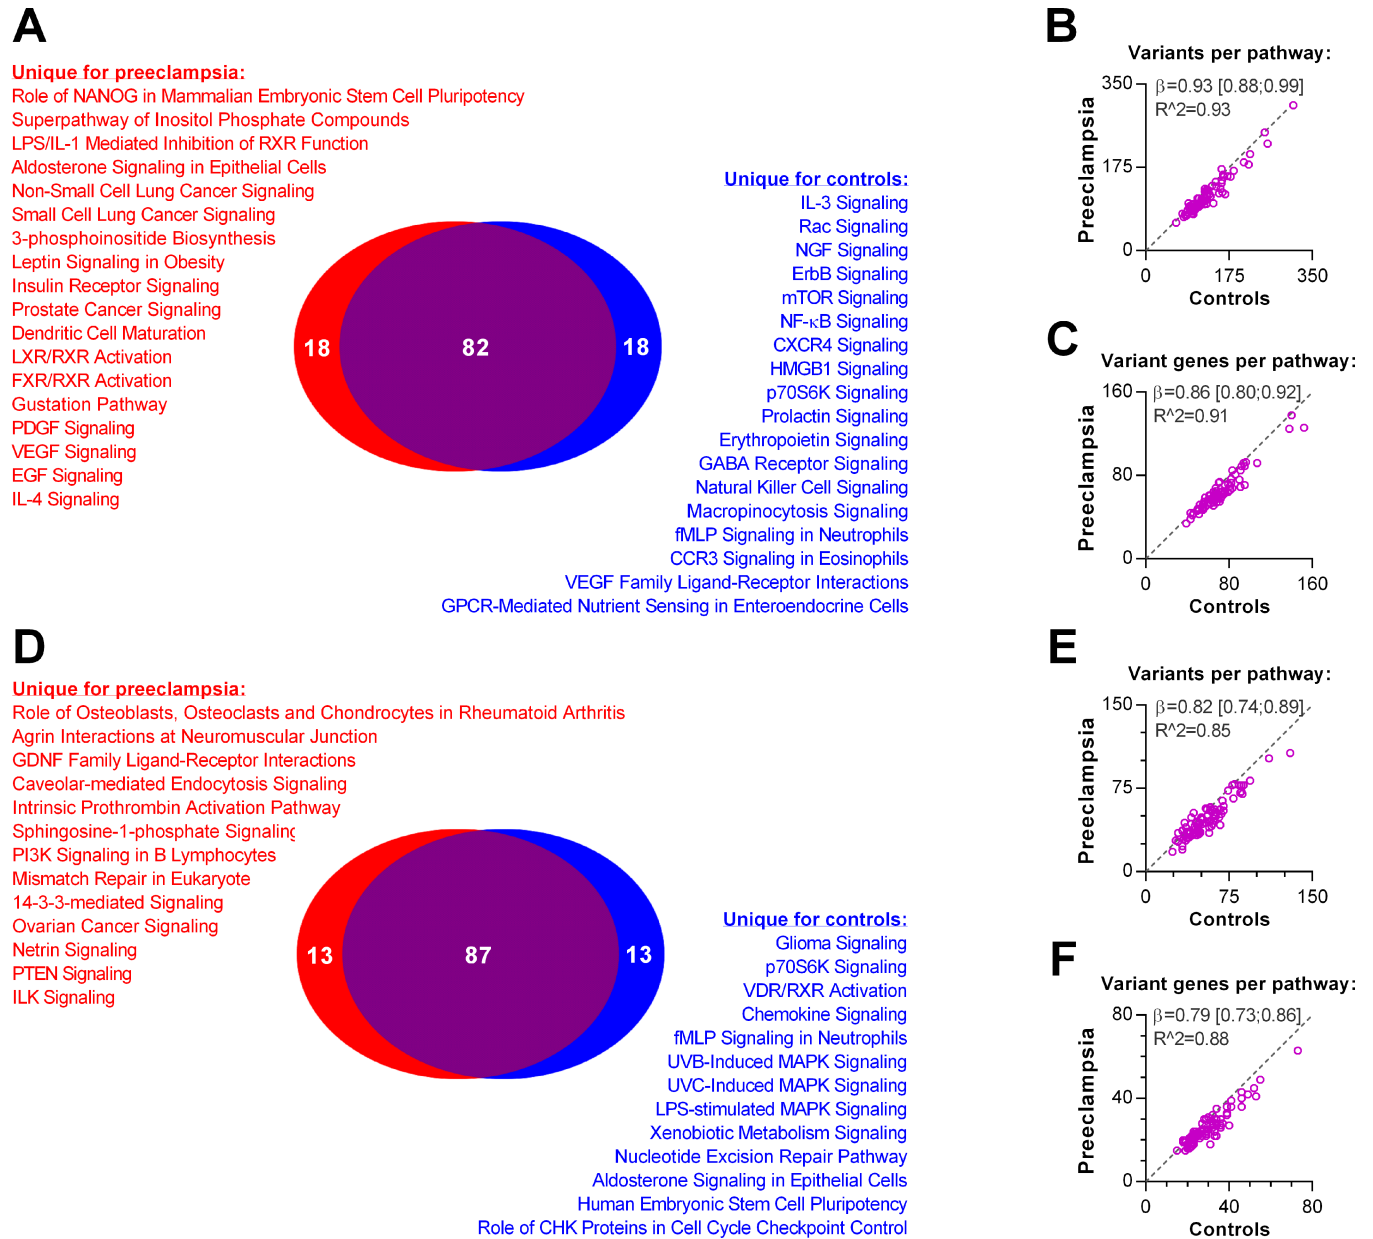 A
Unique for preeclampsia:
Role of NANOG in Mammalian Embryonic Stem Cell Pluripotency
Superpathway of Inositol Phosphate Compounds
LPS/IL-1 Mediated Inhibition of RXR Function
Aldosterone Signaling in Epithelial Cells
Non-Small Cell Lung Cancer Signaling
Small Cell Lung Cancer Signaling
3-phosphoinositide Biosynthesis
Leptin Signaling in Obesity
Insulin Receptor Signaling
Prostate Cancer Signaling
Dendritic Cell Maturation
LXR/RXR Activation
FXR/RXR Activation
Gustation Pathway
PDGF Signaling
VEGF Signaling
EGF Signaling
IL-4 Signaling
18
82
18
Unique for controls:
IL-3 Signaling
Rac Signaling
NGF Signaling
ErbB Signaling
mTOR Signaling
NF-κB Signaling
CXCR4 Signaling
HMGB1 Signaling
p70S6K Signaling
Prolactin Signaling
Erythropoietin Signaling
GABA Receptor Signaling
Natural Killer Cell Signaling
Macropinocytosis Signaling
fMLP Signaling in Neutrophils
CCR3 Signaling in Eosinophils
VEGF Family Ligand-Receptor Interactions
GPCR-Mediated Nutrient Sensing in Enteroendocrine Cells
B
Variants per pathway:
β=0.93 [0.88;0.99]
R^2=0.93
350
175
0
Preeclampsia
0 175 350
Controls
C
Variant genes per pathway:
β=0.86 [0.80;0.92]
R^2=0.91
160
80
0
Preeclampsia
0 80 160
Controls
D
Unique for preeclampsia:
Role of Osteoblasts, Osteoclasts and Chondrocytes in Rheumatoid Arthritis
Agrin Interactions at Neuromuscular Junction
GDNF Family Ligand-Receptor Interactions
Caveolar-mediated Endocytosis Signaling
Intrinsic Prothrombin Activation Pathway
Sphingosine-1-phosphate Signaling
PI3K Signaling in B Lymphocytes
Mismatch Repair in Eukaryote
14-3-3-mediated Signaling
Ovarian Cancer Signaling
Netrin Signaling
PTEN Signaling
ILK Signaling
13
87
13
Unique for controls:
Glioma Signaling
p70S6K Signaling
VDR/RXR Activation
Chemokine Signaling
fMLP Signaling in Neutrophils
UVB-Induced MAPK Signaling
UVC-Induced MAPK Signaling
LPS-stimulated MAPK Signaling
Xenobiotic Metabolism Signaling
Nucleotide Excision Repair Pathway
Aldosterone Signaling in Epithelial Cells
Human Embryonic Stem Cell Pluripotency
Role of CHK Proteins in Cell Cycle Checkpoint Control
E
Variants per pathway:
β=0.82 [0.74;0.89]
R^2=0.85
150
75
0
Preeclampsia
0 75 150
Controls
F
Variant genes per pathway:
β=0.79 [0.73;0.86]
R^2=0.88
80
40
0
Preeclampsia
0 40 80
Controls